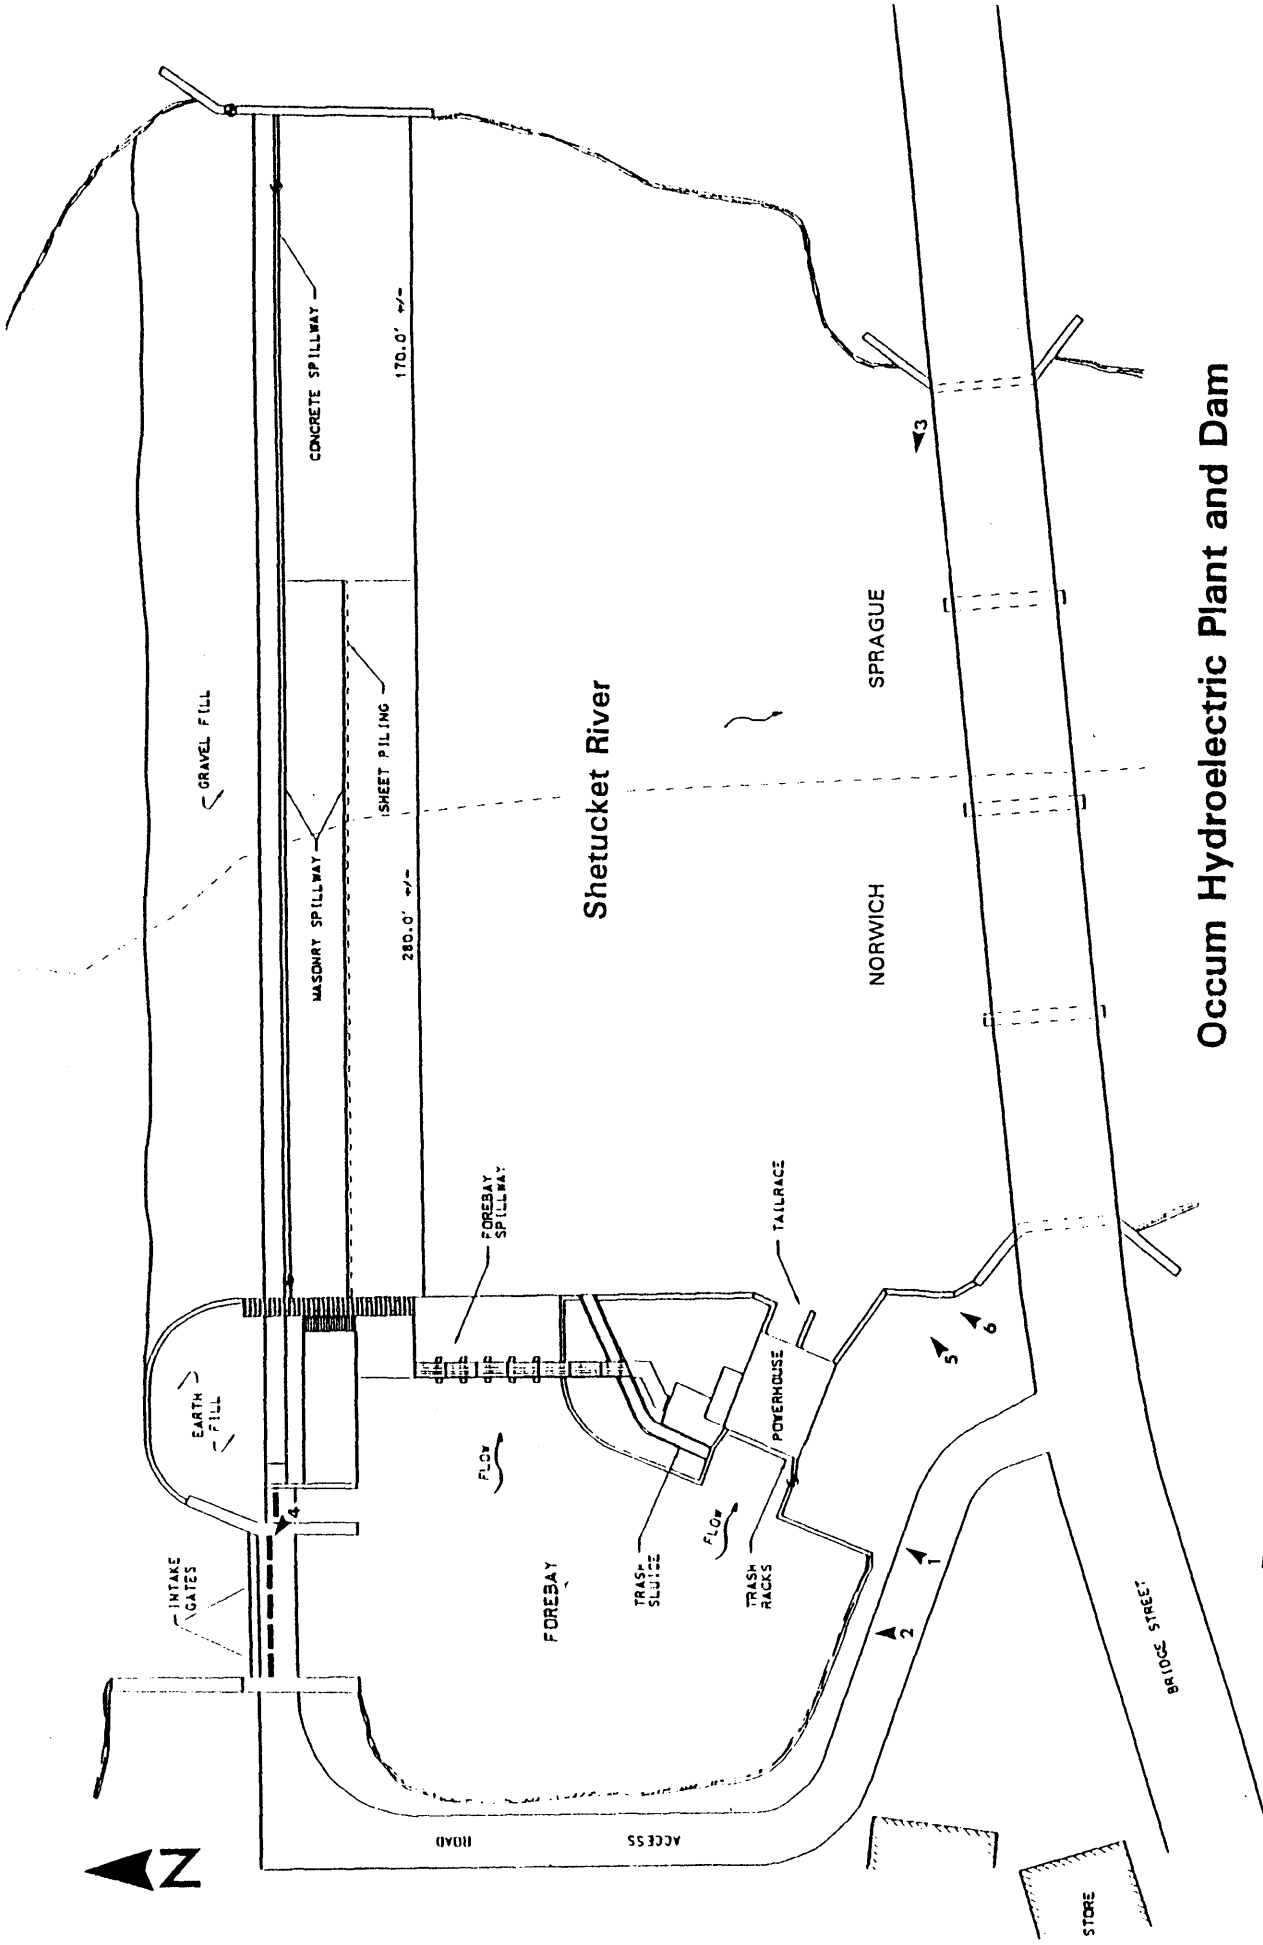 N
INTAKE
GATES
EARTH
FILL
GRAVEL FILL
4
MASONRY SPILLWAY
CONCRETE SPILLWAY
SHEET PILING
280.0' +/-
170.0' +/-
ACCESS
ROAD
FLOW
FOREBAY
SPILLWAY
FOREBAY
Shetucket River
TRASH
SLUICE
FLOW
TRASH
RACKS
POWERHOUSE
TAILRACE
NORWICH
SPRAGUE
2
1
5
6
3
STORE
BRIDGE STREET
Occum Hydroelectric Plant and Dam